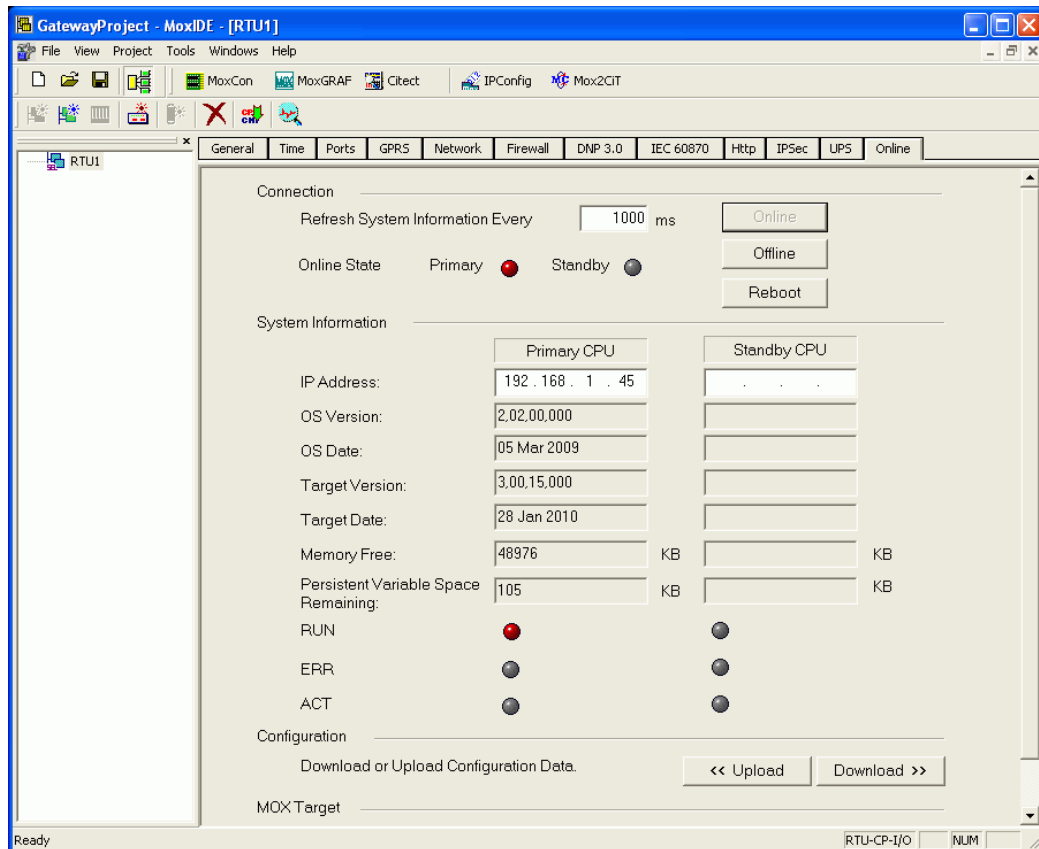 GatewayProject - MoxIDE - [RTU1]
File View Project Tools Windows Help
MoxCon MoxGRAF Citect IPConfig Mox2CiT
RTU1
General Time Ports GPRS Network Firewall DNP 3.0 IEC 60870 Http IPSec UPS Online
Connection
Refresh System Information Every 1000 ms Online
Offline
Online State Primary Standby
Reboot
System Information
Primary CPU Standby CPU
IP Address: 192 . 168 . 1 . 45 . . .
OS Version: 2,02,00,000
OS Date: 05 Mar 2009
Target Version: 3,00,15,000
Target Date: 28 Jan 2010
Memory Free: 48976 KB KB
Persistent Variable Space
Remaining: 105 KB KB
RUN
ERR
ACT
Configuration
Download or Upload Configuration Data. << Upload Download >>
MOX Target
Ready RTU-CP-I/O NUM